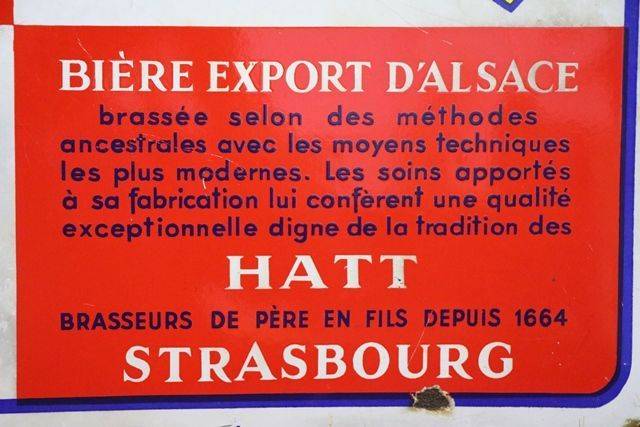 BIÈRE EXPORT D'ALSACE
brassée selon des méthodes
ancestrales avec les moyens techniques
les plus modernes. Les soins apportés
à sa fabrication lui confèrent une qualité
exceptionnelle digne de la tradition des
HATT
BRASSEURS DE PÈRE EN FILS DEPUIS 1664
STRASBOURG